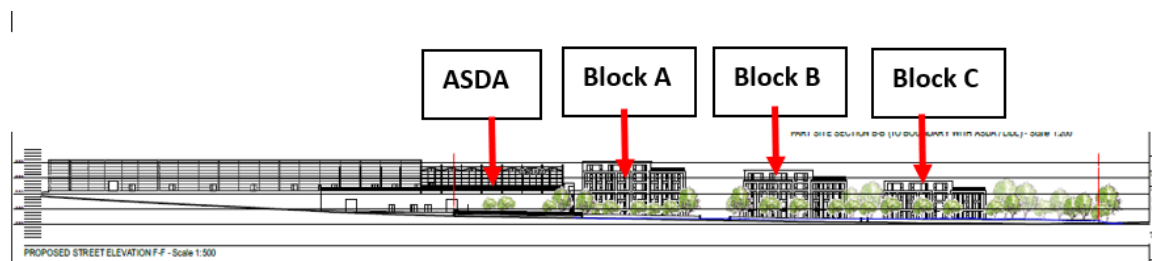 ASDA
Block A
Block B
Block C
PART SITE SECTION B-B (TO BOUNDARY WITH ASDA / LIDL) - Scale 1:200
PROPOSED STREET ELEVATION F-F - Scale 1:500